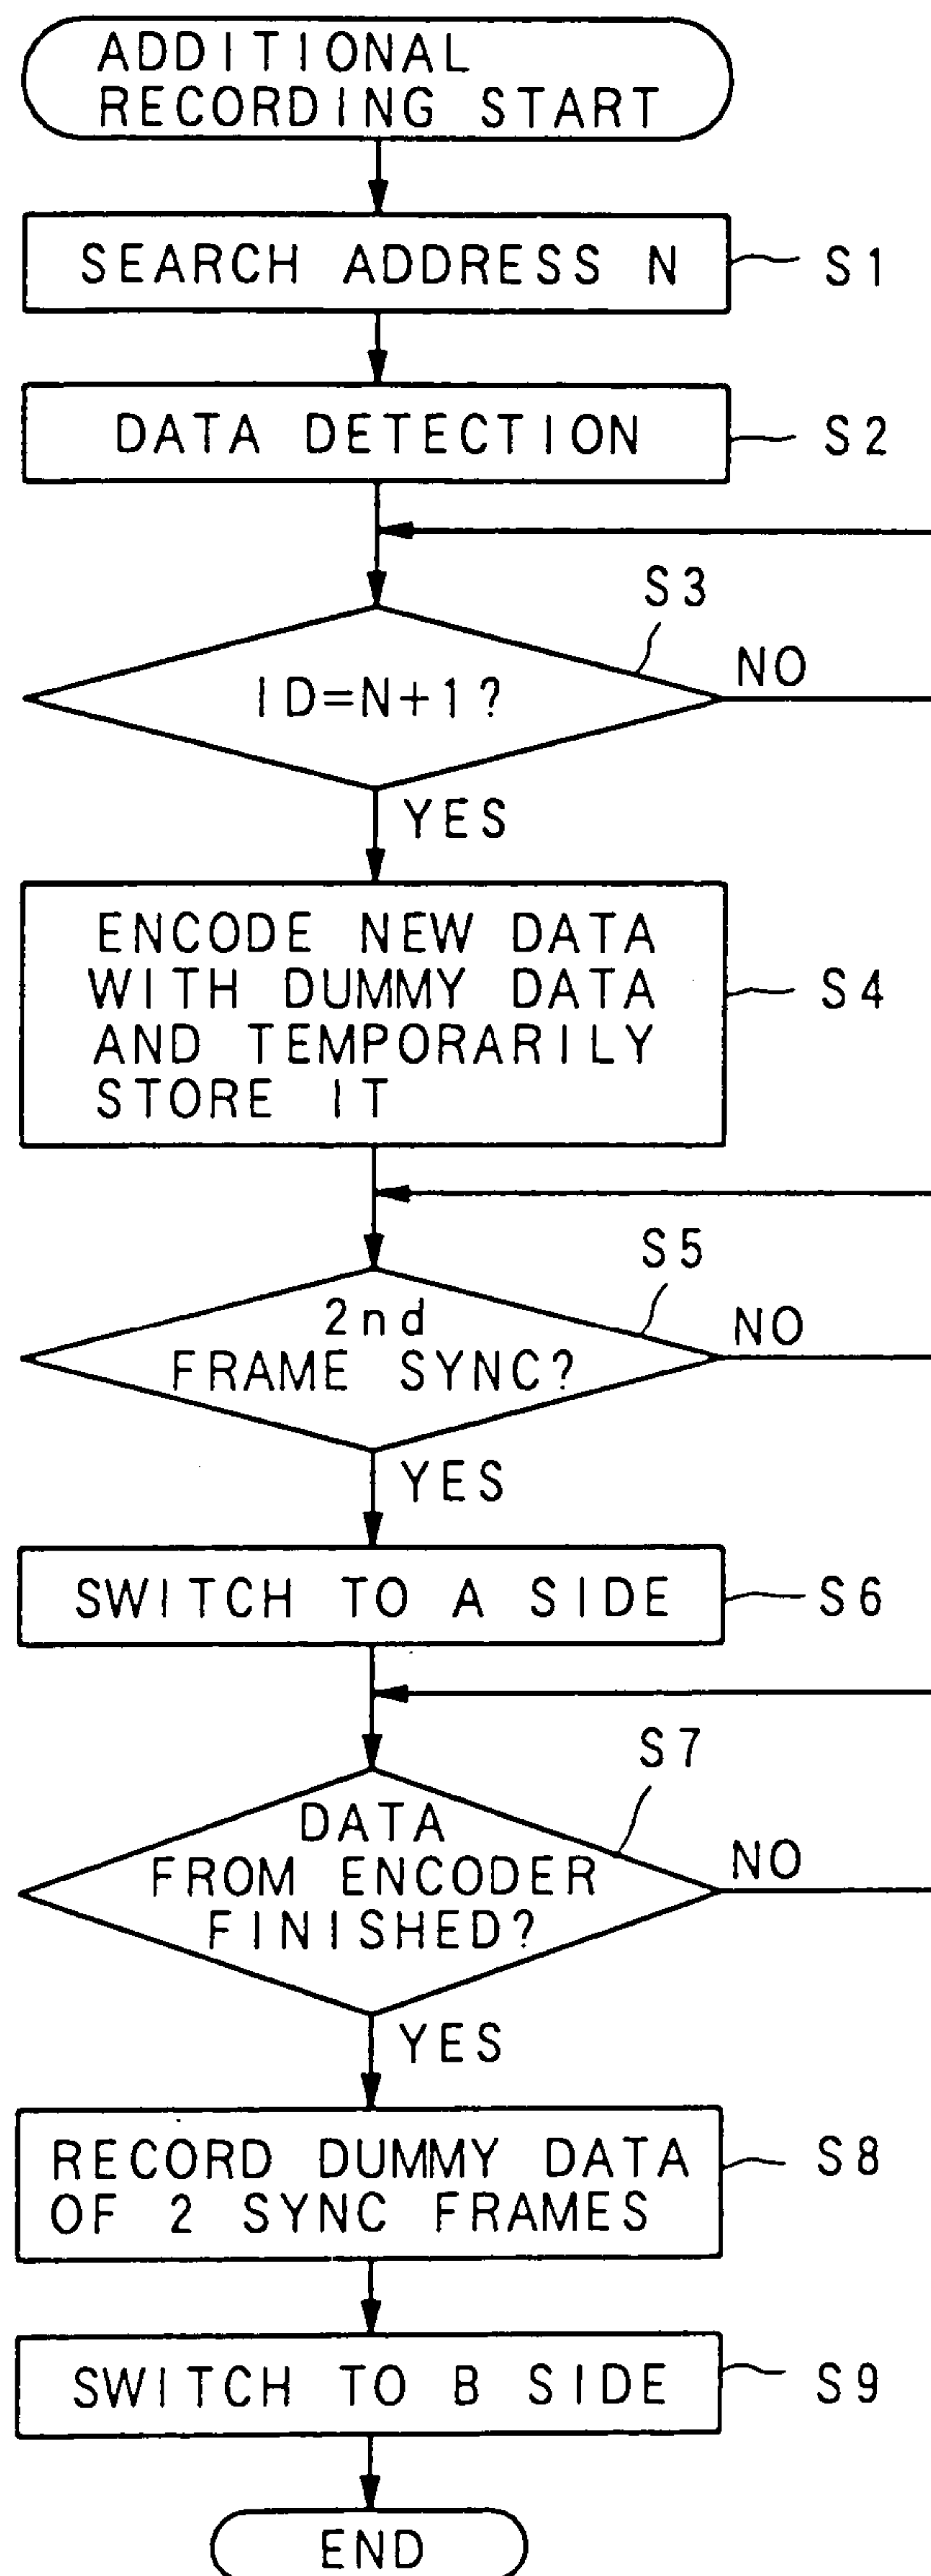 ADDITIONAL
RECORDING START
SEARCH ADDRESS N
S1
DATA DETECTION
S2
S3
ID=N+1?
NO
YES
ENCODE NEW DATA
WITH DUMMY DATA
AND TEMPORARILY
STORE IT
S4
S5
2nd
FRAME SYNC?
NO
YES
SWITCH TO A SIDE
S6
S7
DATA
FROM ENCODER
FINISHED?
NO
YES
RECORD DUMMY DATA
OF 2 SYNC FRAMES
S8
SWITCH TO B SIDE
S9
END